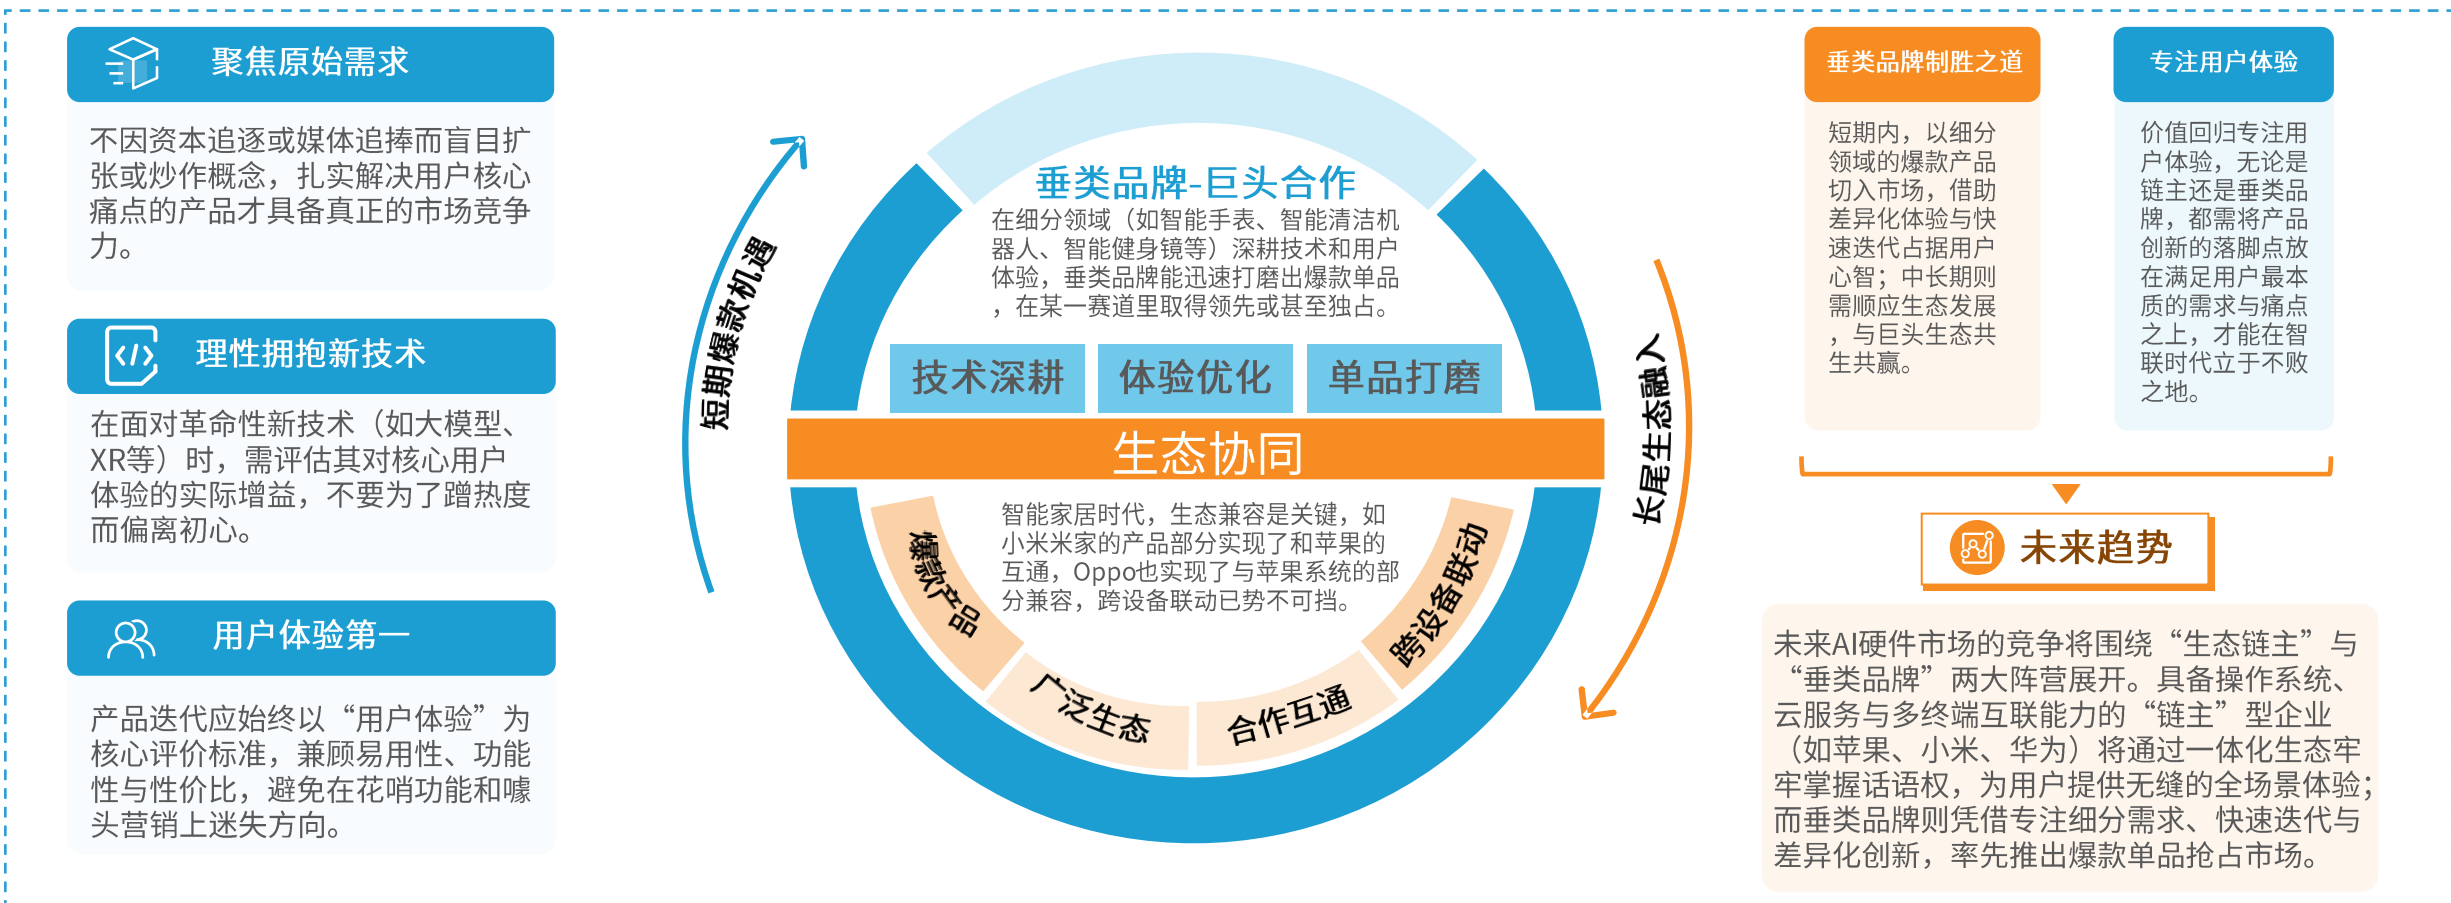 聚焦原始需求
不因资本追逐或媒体追捧而盲目扩
张或炒作概念，扎实解决用户核心
痛点的产品才具备真正的市场竞争
力。
理性拥抱新技术
在面对革命性新技术（如大模型、
XR等）时，需评估其对核心用户
体验的实际增益，不要为了蹭热度
而偏离初心。
用户体验第一
产品迭代应始终以“用户体验”为
核心评价标准，兼顾易用性、功能
性与性价比，避免在花哨功能和噱
头营销上迷失方向。
短期爆款机遇
垂类品牌-巨头合作
在细分领域（如智能手表、智能清洁机
器人、智能健身镜等）深耕技术和用户
体验，垂类品牌能迅速打磨出爆款单品
，在某一赛道里取得领先或甚至独占。
技术深耕
体验优化
单品打磨
生态协同
智能家居时代，生态兼容是关键，如
小米米家的产品部分实现了和苹果的
互通，Oppo也实现了与苹果系统的部
分兼容，跨设备联动已势不可挡。
爆款产品
广泛生态
合作互通
跨设备联动
长尾生态融入
垂类品牌制胜之道
短期内，以细分
领域的爆款产品
切入市场，借助
差异化体验与快
速迭代占据用户
心智；中长期则
需顺应生态发展
，与巨头生态共
生共赢。
专注用户体验
价值回归专注用
户体验，无论是
链主还是垂类品
牌，都需将产品
创新的落脚点放
在满足用户最本
质的需求与痛点
之上，才能在智
联时代立于不败
之地。
未来趋势
未来AI硬件市场的竞争将围绕“生态链主”与
“垂类品牌”两大阵营展开。具备操作系统、
云服务与多终端互联能力的“链主”型企业
（如苹果、小米、华为）将通过一体化生态牢
牢掌握话语权，为用户提供无缝的全场景体验；
而垂类品牌则凭借专注细分需求、快速迭代与
差异化创新，率先推出爆款单品抢占市场。